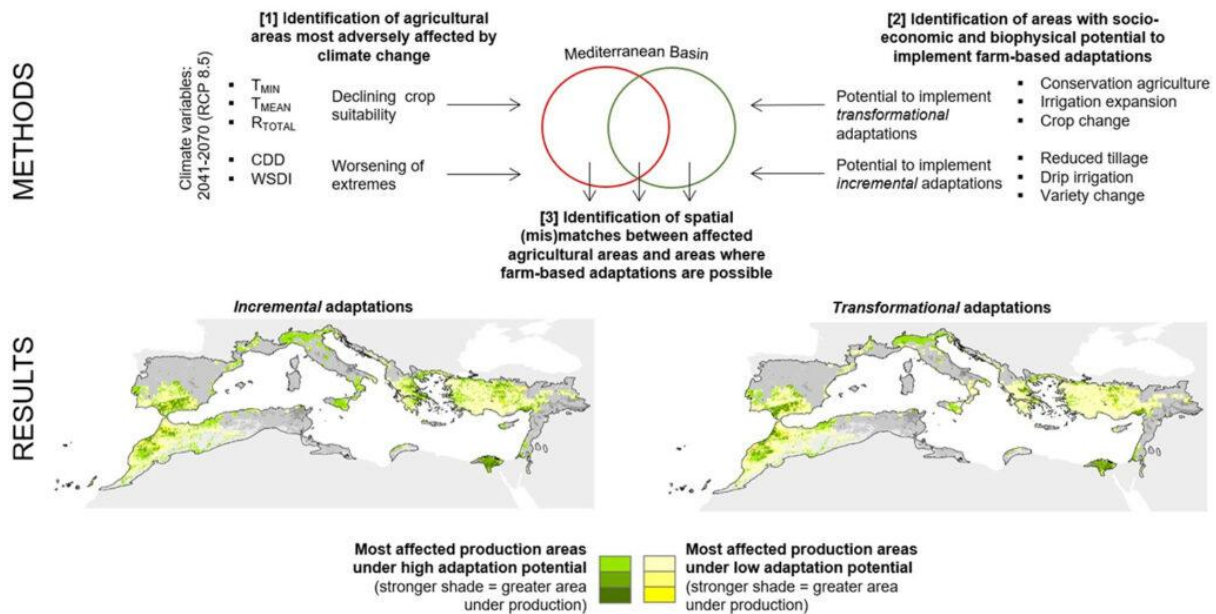 METHODS
[1] Identification of agricultural
areas most adversely affected by
climate change
Climate variables:
2041-2070 (RCP 8.5)
▪ TMIN
▪ TMEAN
▪ RTOTAL
Declining crop
suitability
▪ CDD
▪ WSDI
Worsening of
extremes
Mediterranean Basin
[2] Identification of areas with socio-
economic and biophysical potential to
implement farm-based adaptations
Potential to implement
transformational
adaptations
▪ Conservation agriculture
▪ Irrigation expansion
▪ Crop change
Potential to implement
incremental adaptations
▪ Reduced tillage
▪ Drip irrigation
▪ Variety change
[3] Identification of spatial
(mis)matches between affected
agricultural areas and areas where
farm-based adaptations are possible
RESULTS
Incremental adaptations
Transformational adaptations
Most affected production areas
under high adaptation potential
(stronger shade = greater area
under production)
Most affected production areas
under low adaptation potential
(stronger shade = greater area
under production)